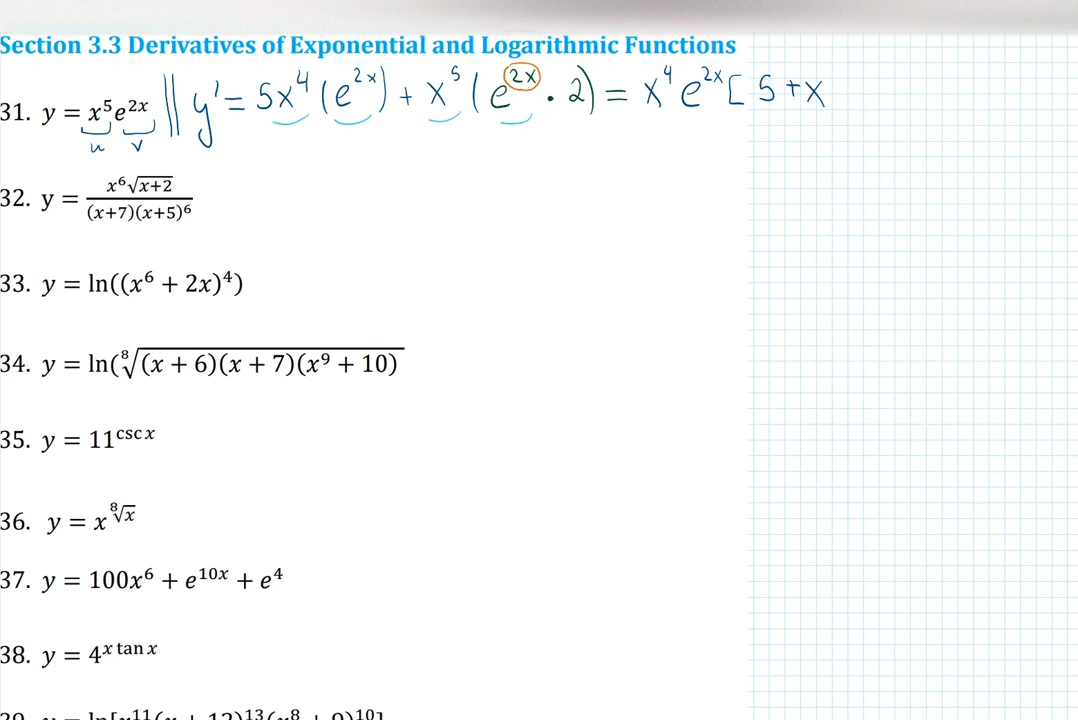 Section 3.3 Derivatives of Exponential and Logarithmic Functions
31. y = x⁵e²ˣ || y' = 5x⁴ (e²ˣ) + x⁵ (e²ˣ · 2) = x⁴ e²ˣ [ 5 + x
u v
32. y = x⁶√(x+2) / (x+7)(x+5)⁶
33. y = ln((x⁶ + 2x)⁴)
34. y = ln(⁸√(x + 6)(x + 7)(x⁹ + 10))
35. y = 11^csc x
36. y = x^⁸√x
37. y = 100x⁶ + e¹⁰ˣ + e⁴
38. y = 4^x tan x